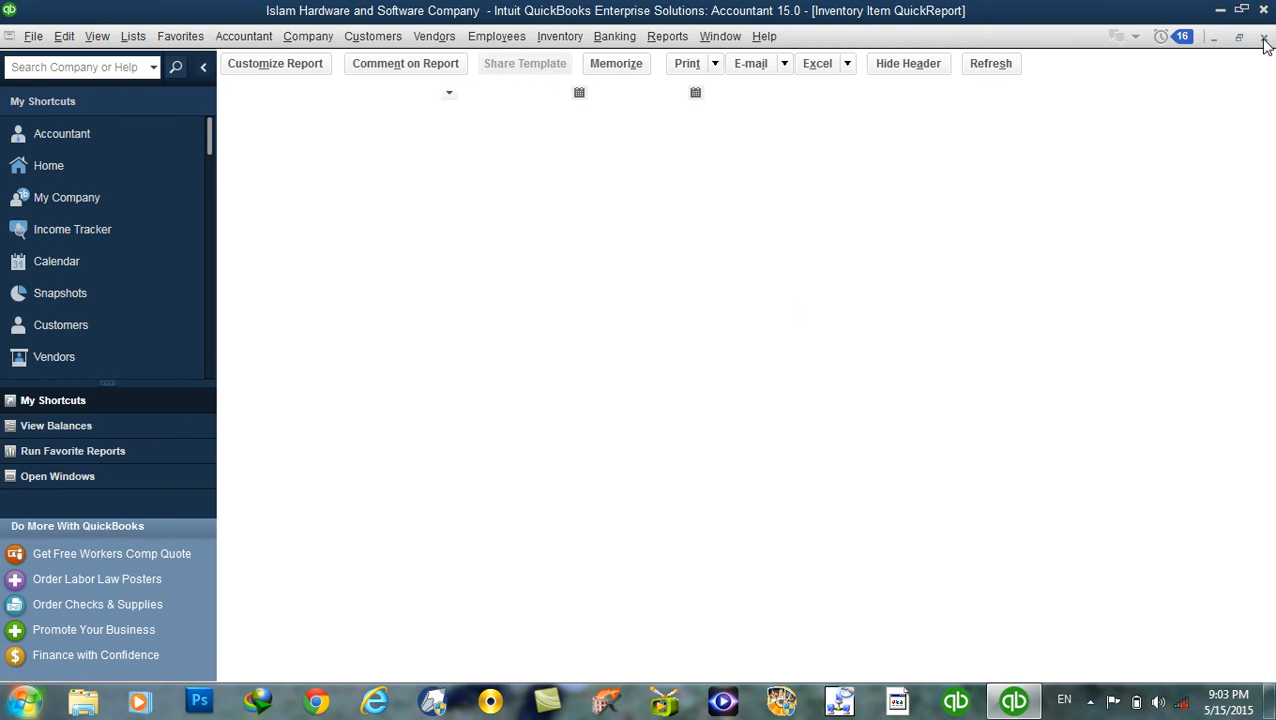 Islam Hardware and Software Company - Intuit QuickBooks Enterprise Solutions: Accountant 15.0 - [Inventory Item QuickReport]
File Edit View Lists Favorites Accountant Company Customers Vendors Employees Inventory Banking Reports Window Help 16
Search Company or Help
Customize Report Comment on Report Share Template Memorize Print E-mail Excel Hide Header Refresh
My Shortcuts
Accountant
Home
My Company
Income Tracker
31
Calendar
Snapshots
Customers
Vendors
My Shortcuts
View Balances
Run Favorite Reports
Open Windows
Do More With QuickBooks
Get Free Workers Comp Quote
Order Labor Law Posters
Order Checks & Supplies
Promote Your Business
Finance with Confidence
Ps
qb
qb
EN
9:03 PM
5/15/2015